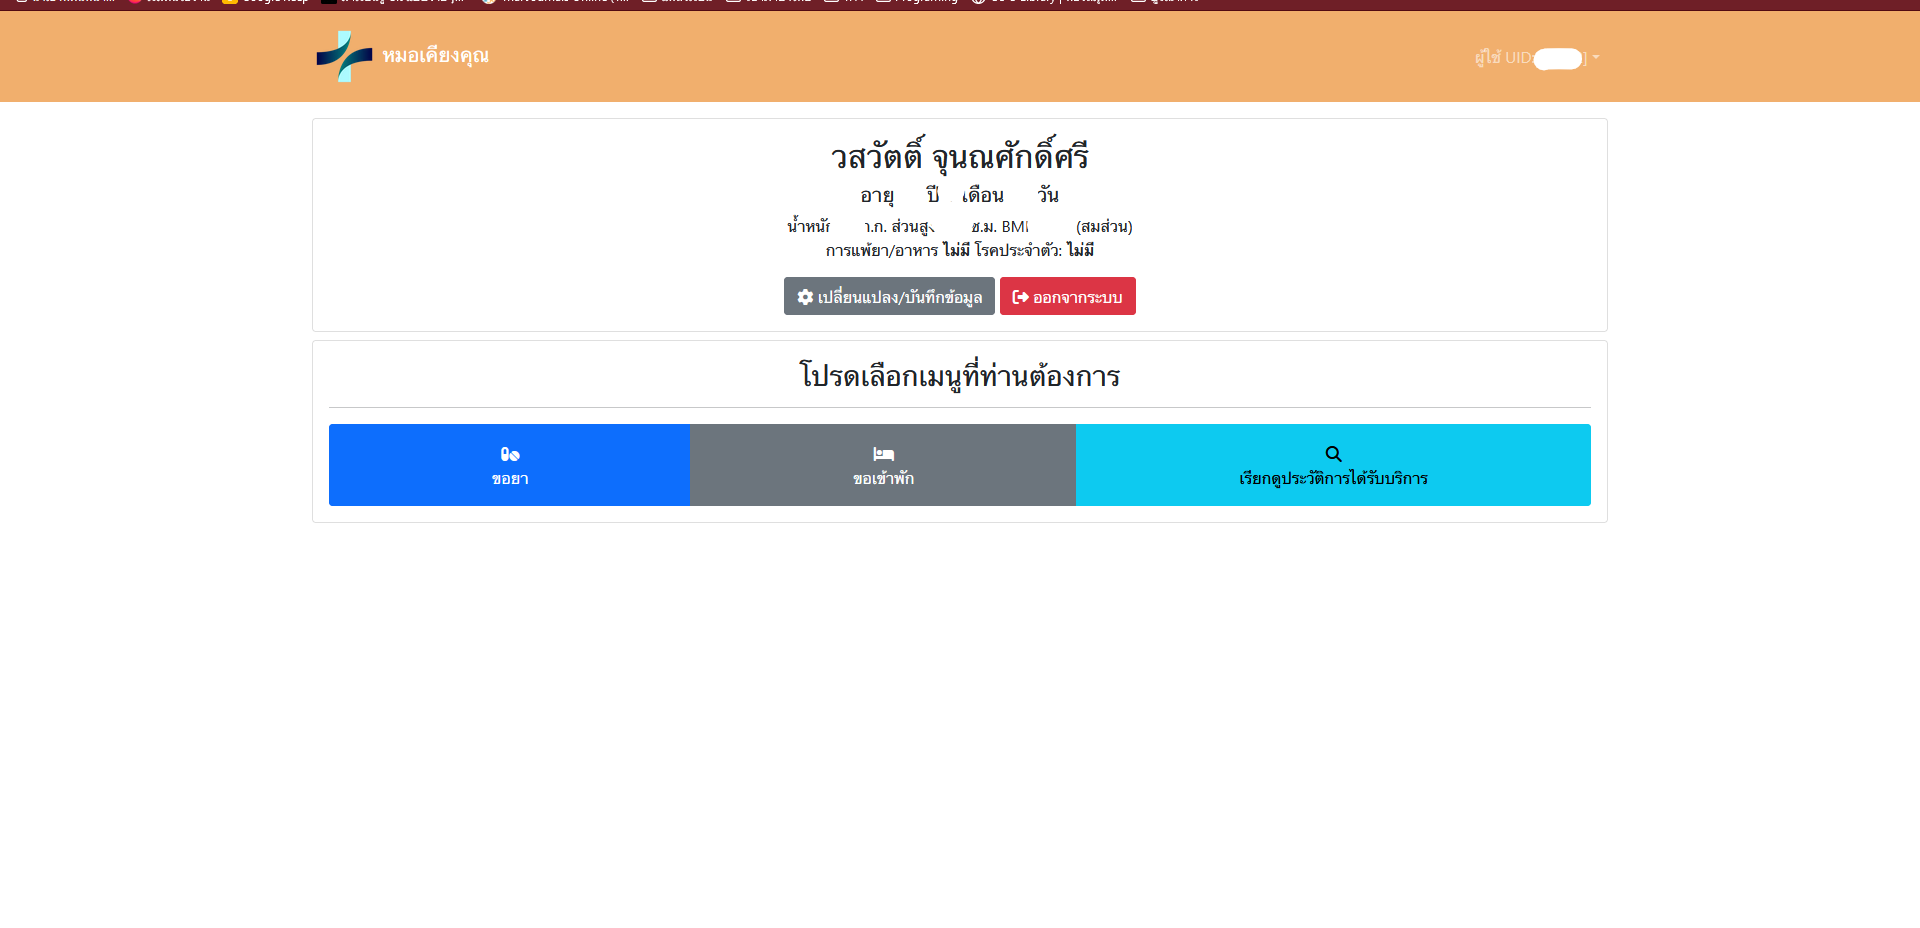 หมอเคียงคุณ
ผู้ใช้ UID: ]
วสวัตติ์ จุนณศักดิ์ศรี
อายุ ปี เดือน วัน
น้ำหนัก ก.ก. ส่วนสูง ซ.ม. BMI (สมส่วน)
การแพ้ยา/อาหาร ไม่มี โรคประจำตัว: ไม่มี
เปลี่ยนแปลง/บันทึกข้อมูล
ออกจากระบบ
โปรดเลือกเมนูที่ท่านต้องการ
ขอยา
ขอเข้าพัก
เรียกดูประวัติการได้รับบริการ